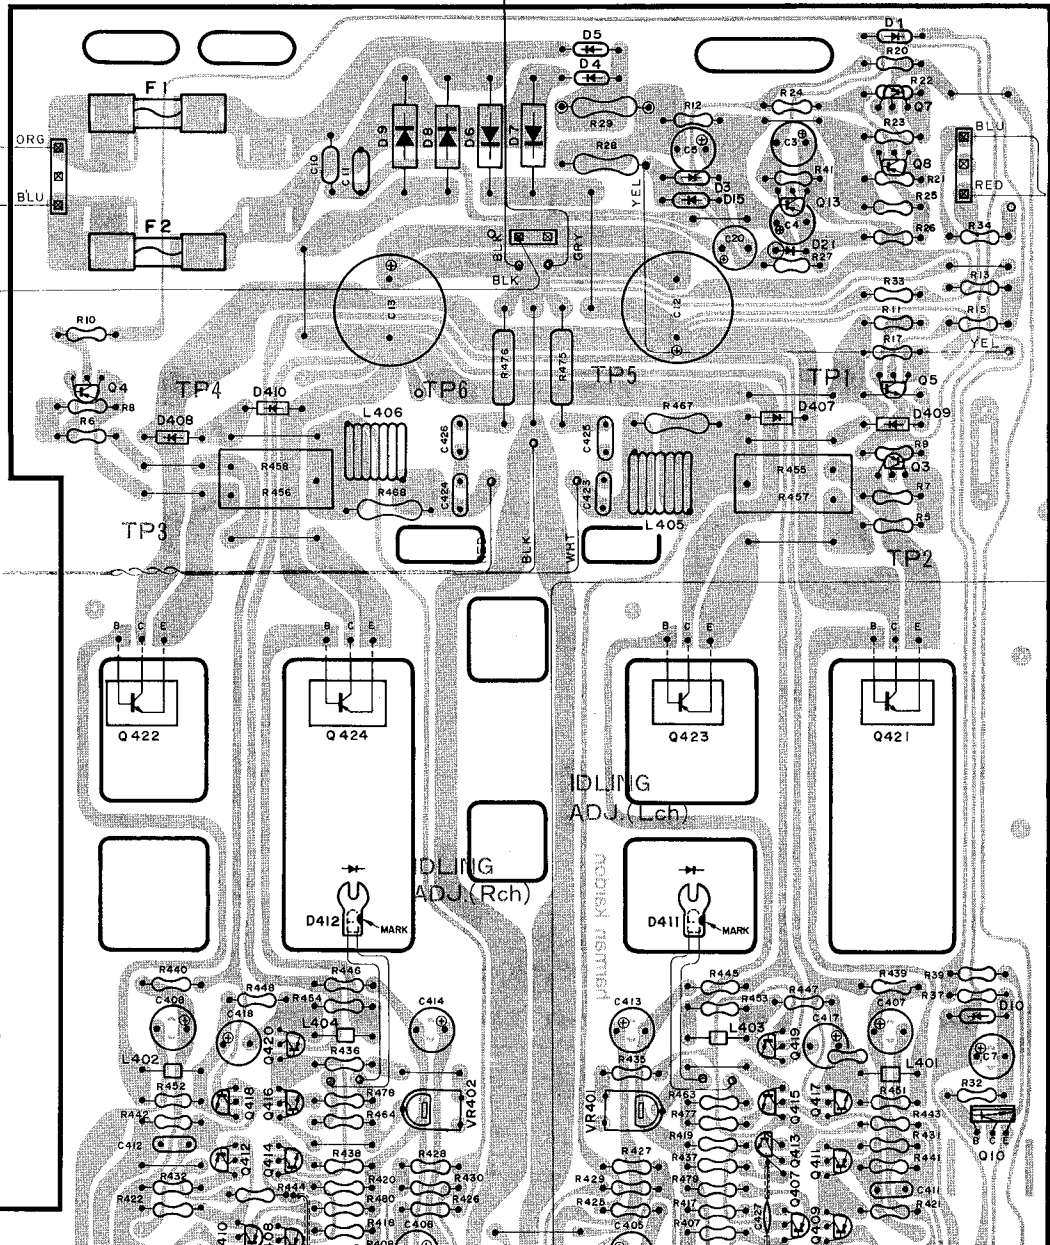 D5
D4
D1
R20
R22
Q7
F1
ORG
BLU
F2
C10
C11
D9
D8
D6
D7
R29
R28
YEL
R12
C5
D3
D15
R24
C3
R41
Q13
C4
D21
R27
C20
R23
Q8
R21
R25
R26
BLU
RED
R34
R13
R15
YEL
R33
R11
R17
Q5
BLK
GRY
BLK
C13
C12
R10
Q4
R8
R6
TP4
D410
D408
TP6
L406
R476
R475
TP5
TP1
D407
D409
R9
Q3
R7
R5
C426
C425
R467
R458
R456
R468
C424
C423
L405
R455
R457
TP3
RED
BLK
WHT
TP2
B C E
B C E
B C E
B C E
Q422
Q424
Q423
Q421
IDLING
ADJ.(Lch)
IDLING
ADJ.(Rch)
harman kardon
D412
MARK
D411
MARK
R440
C408
R448
C418
R446
R454
L404
Q420
R436
C414
L402
R452
R442
C412
R432
R422
Q418
Q416
Q412
Q414
R478
R464
R438
R420
R444
R480
R418
VR402
R428
R430
R426
C406
C413
R435
VR401
R427
R429
R425
C405
R445
R453
L403
R447
C417
Q419
R463
R477
R419
R437
R479
R417
R407
C427
Q415
Q417
Q413
Q411
Q407
Q409
R439
C407
L401
R451
R443
R431
R441
C411
R421
R39
R37
D10
C7
R32
B C E
Q10